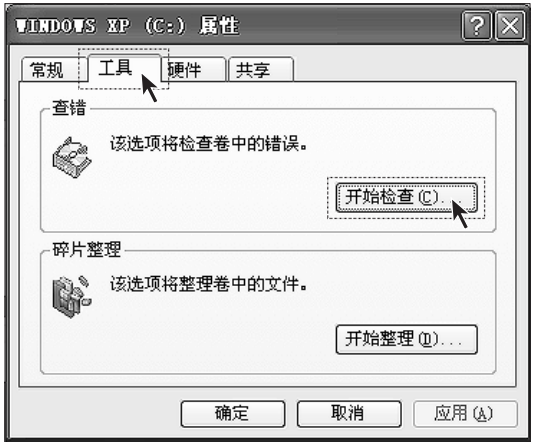 WINDOWS XP (C:) 属性
常规 工具 硬件 共享
查错
该选项将检查卷中的错误。
开始检查(C)...
碎片整理
该选项将整理卷中的文件。
开始整理(D)...
确定 取消 应用(A)